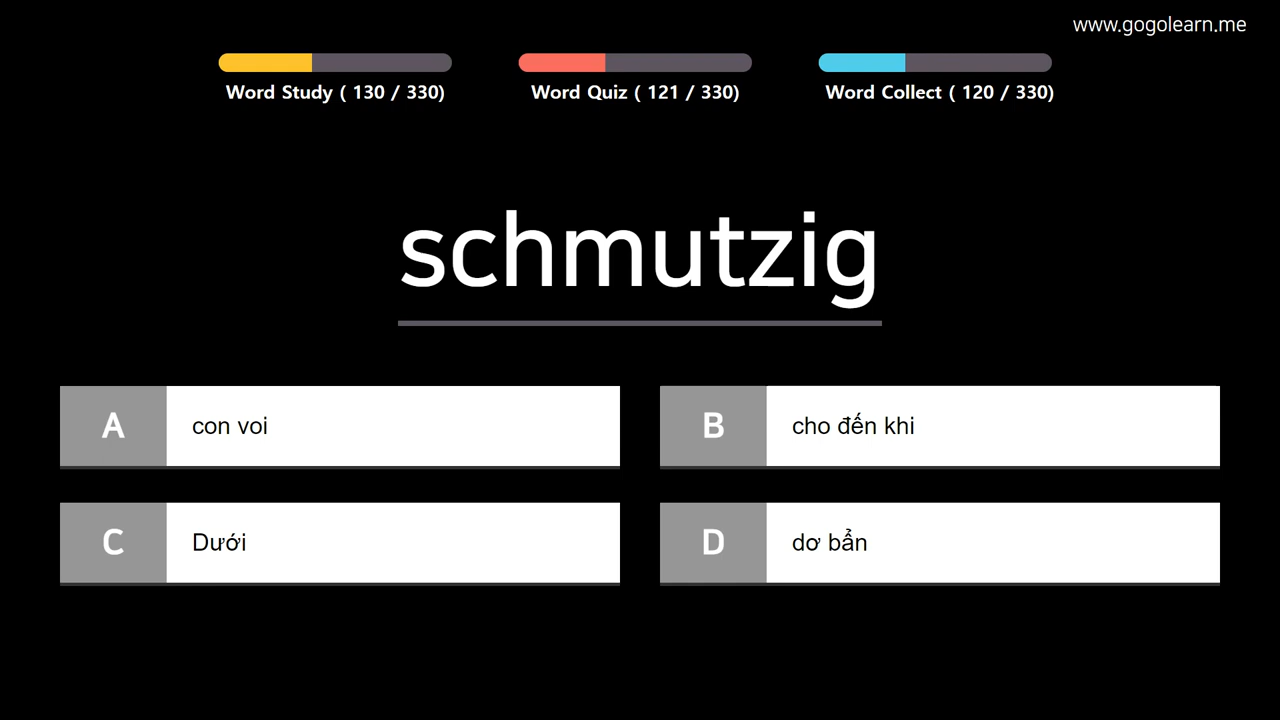 www.gogolearn.me
Word Study ( 130 / 330)
Word Quiz ( 121 / 330)
Word Collect ( 120 / 330)
schmutzig
A
con voi
B
cho đến khi
C
Dưới
D
dơ bẩn